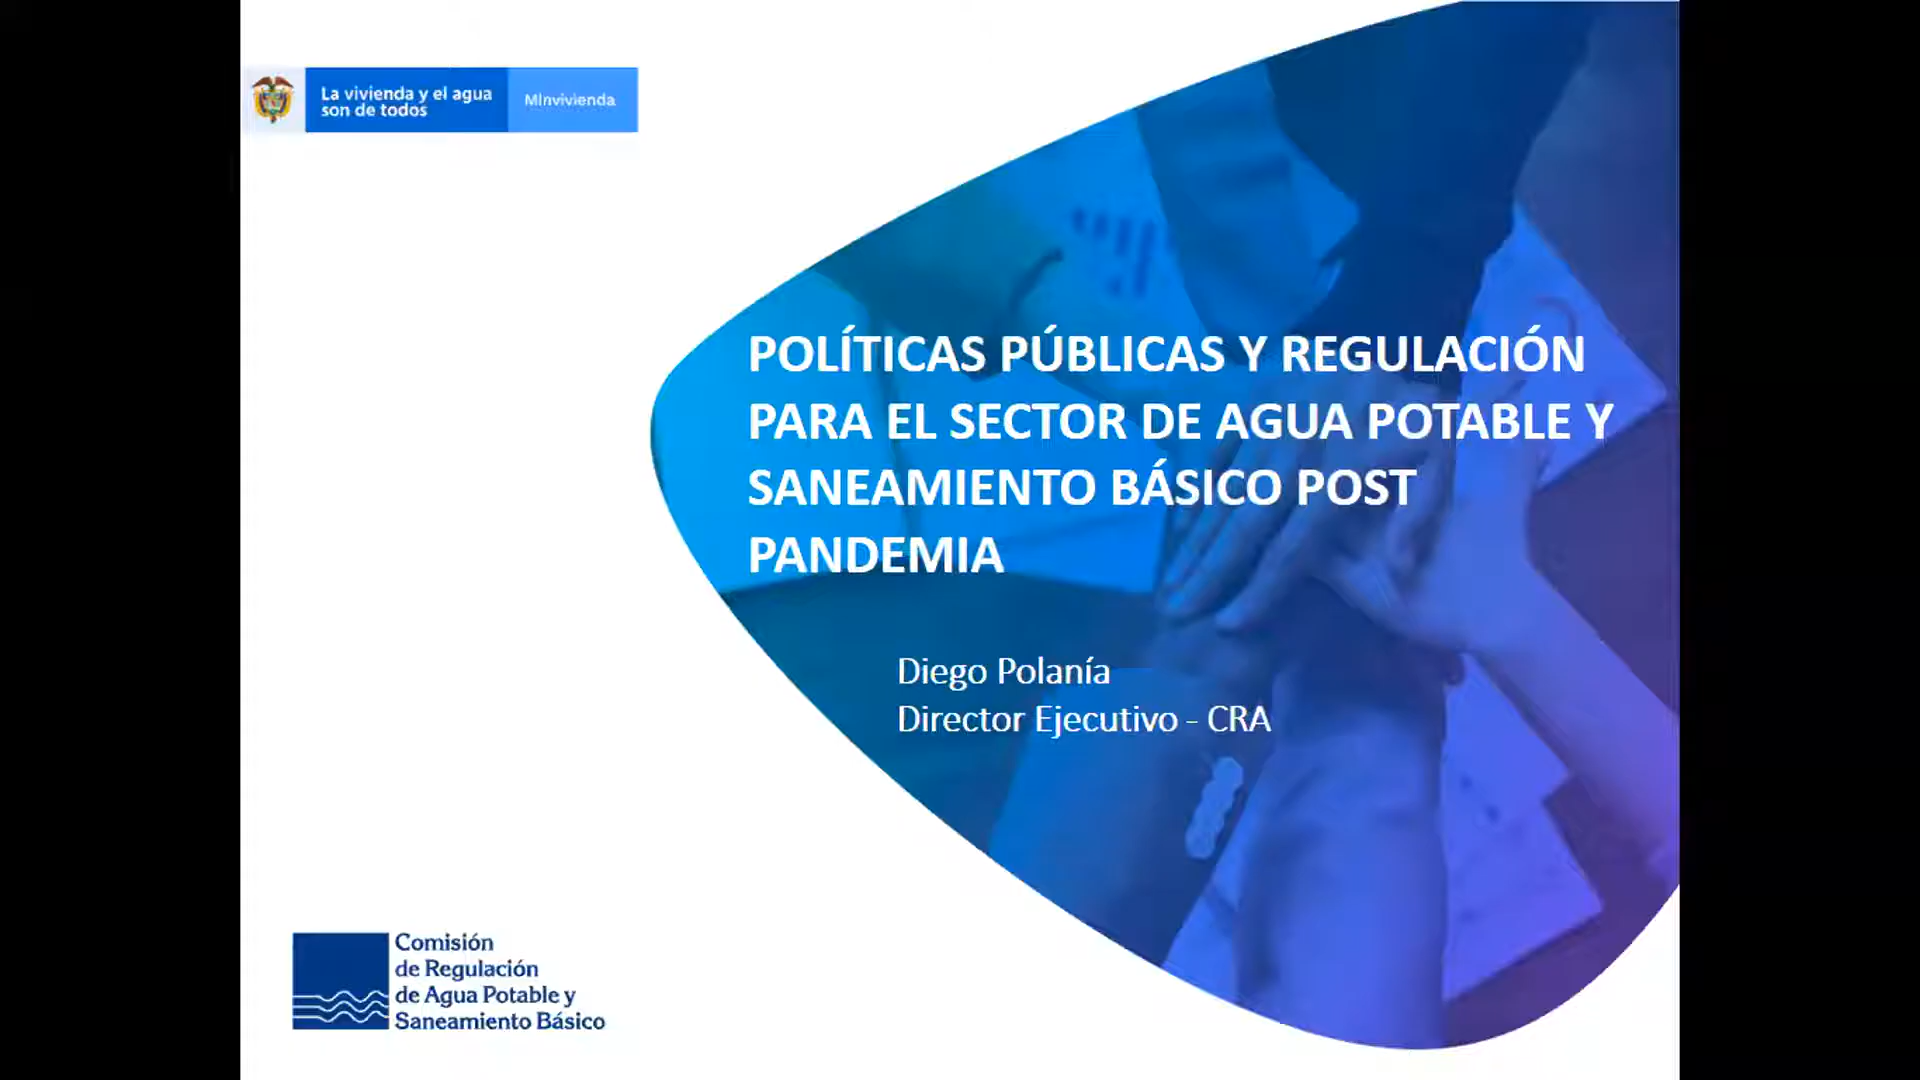 La vivienda y el agua
son de todos
Minvivienda
POLÍTICAS PÚBLICAS Y REGULACIÓN
PARA EL SECTOR DE AGUA POTABLE Y
SANEAMIENTO BÁSICO POST
PANDEMIA
Diego Polanía
Director Ejecutivo - CRA
Comisión
de Regulación
de Agua Potable y
Saneamiento Básico